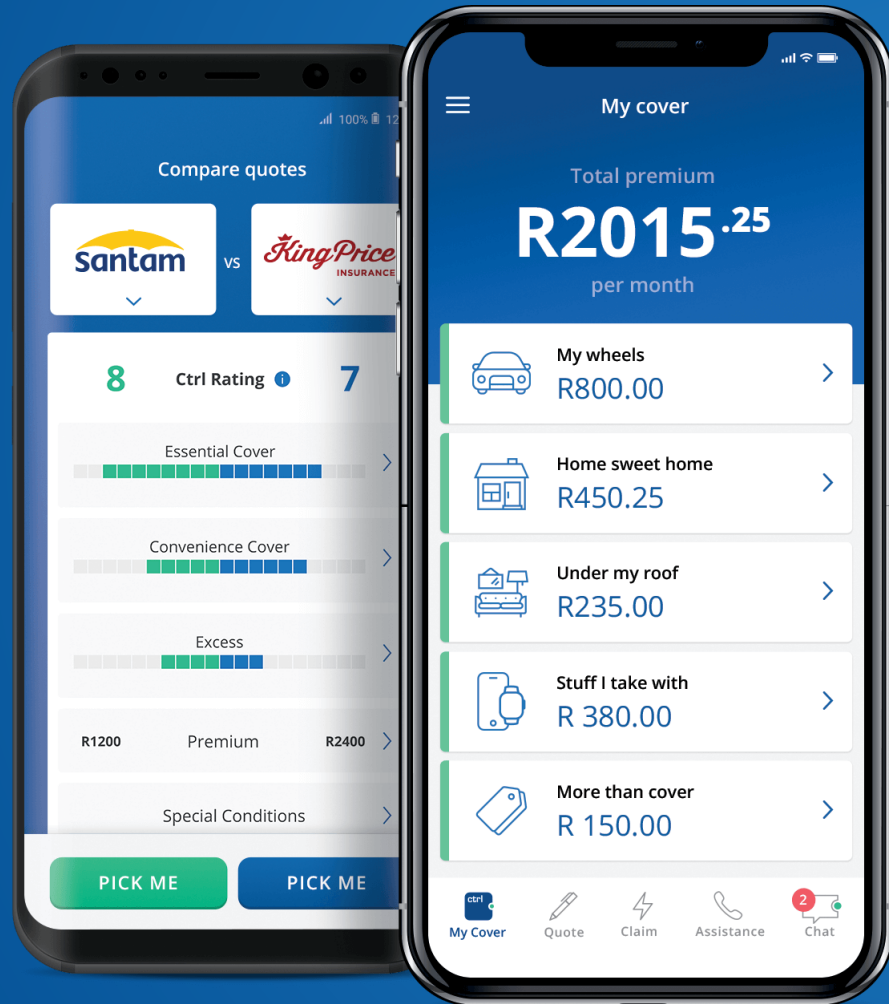 100% 12
Compare quotes
santam
vs
King Price
INSURANCE
8 Ctrl Rating i 7
Essential Cover
Convenience Cover
Excess
R1200 Premium R2400
Special Conditions
PICK ME
PICK ME
My cover
Total premium
R2015.25
per month
My wheels
R800.00
Home sweet home
R450.25
Under my roof
R235.00
Stuff I take with
R 380.00
More than cover
R 150.00
ctrl
2
My Cover
Quote
Claim
Assistance
Chat